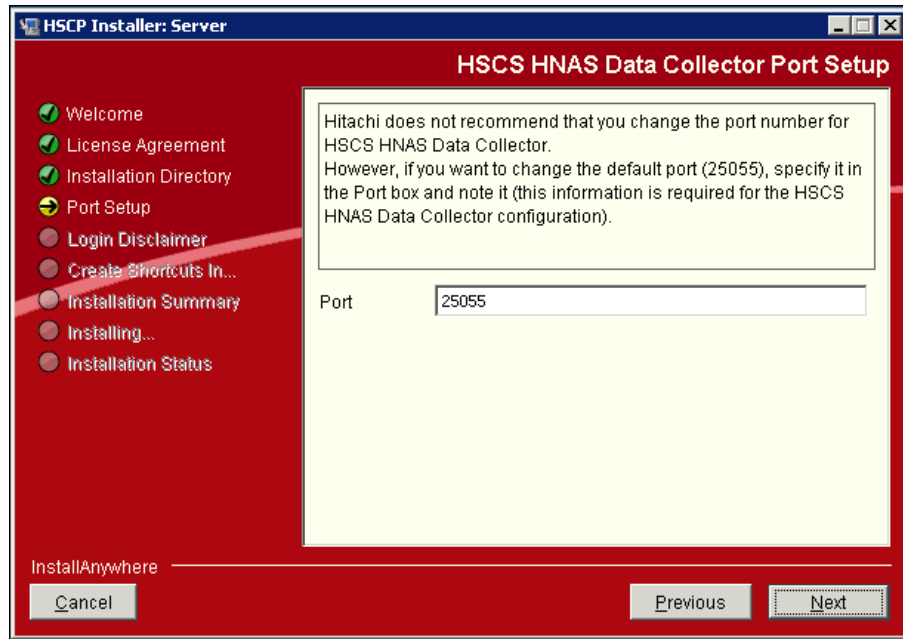 HSCP Installer: Server
HSCS HNAS Data Collector Port Setup
Welcome
License Agreement
Installation Directory
Port Setup
Login Disclaimer
Create Shortcuts In...
Installation Summary
Installing...
Installation Status
Hitachi does not recommend that you change the port number for
HSCS HNAS Data Collector.
However, if you want to change the default port (25055), specify it in
the Port box and note it (this information is required for the HSCS
HNAS Data Collector configuration).
Port 25055
InstallAnywhere
Cancel Previous Next